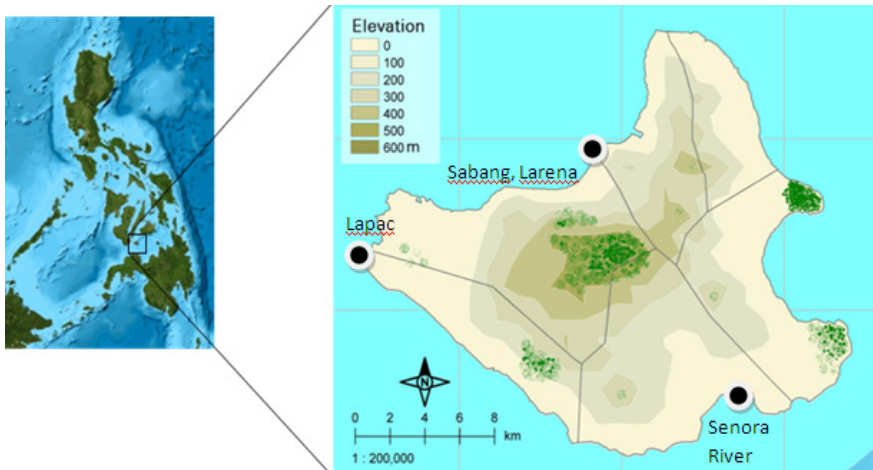 Elevation
0
100
200
300
400
500
600 m
Sabang, Larena
Lapac
N
0 2 4 6 8
km
1 : 200,000
Senora
River